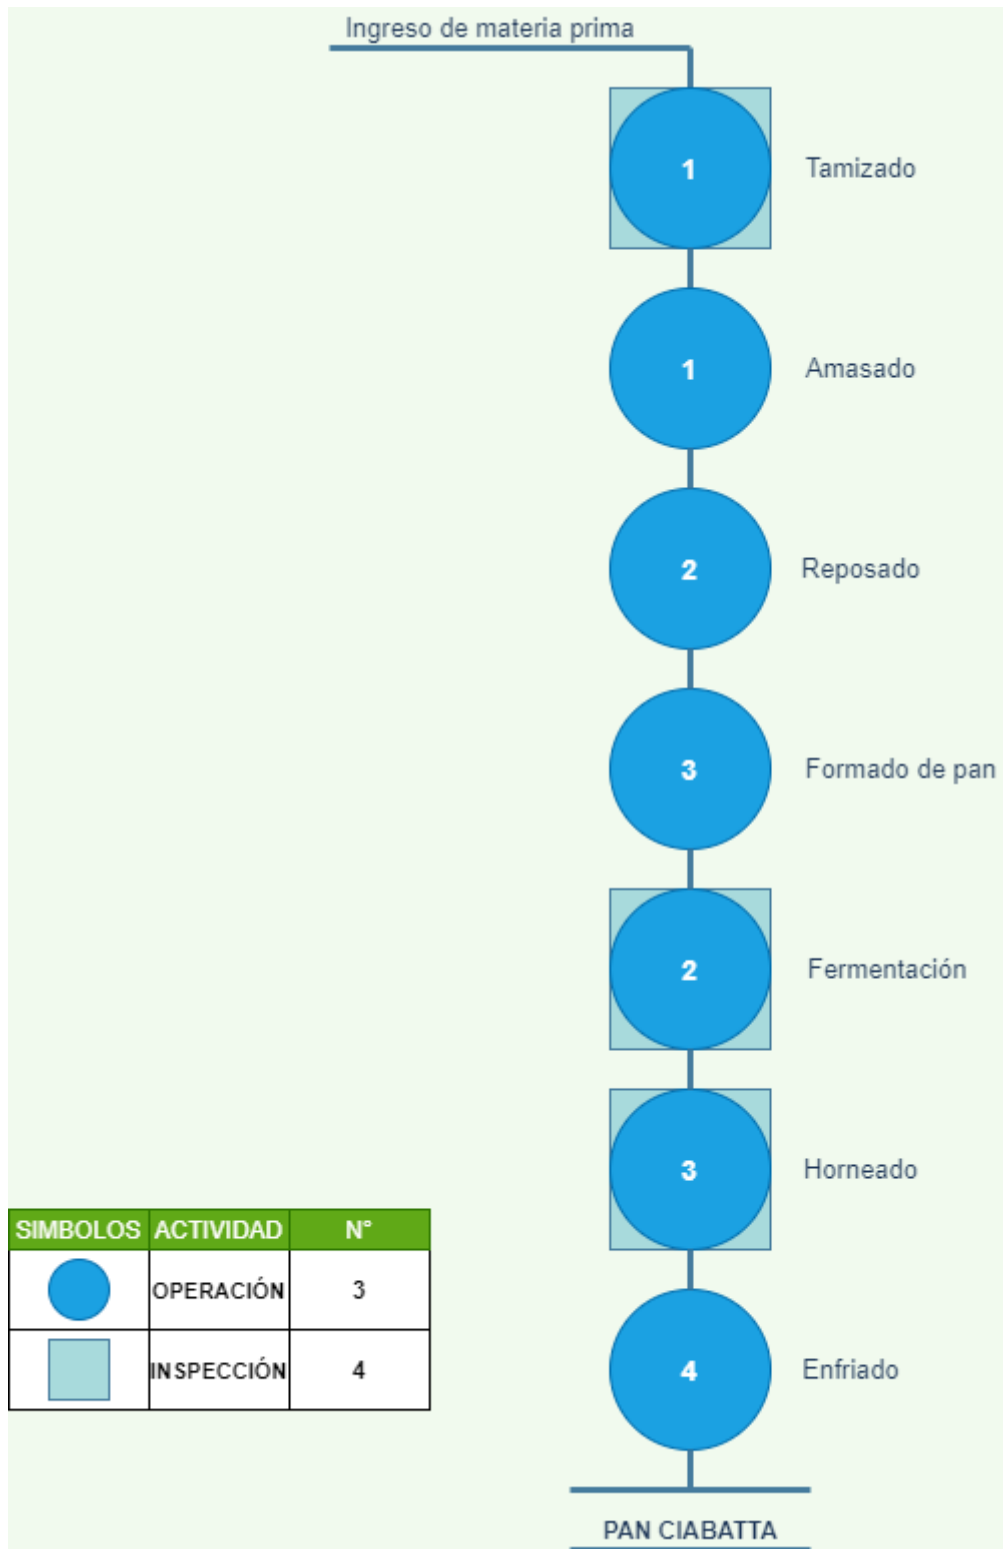 Ingreso de materia prima
1 Tamizado
1 Amasado
2 Reposado
3 Formado de pan
2 Fermentación
3 Horneado
4 Enfriado
PAN CIABATTA
SIMBOLOS ACTIVIDAD N°
OPERACIÓN 3
INSPECCIÓN 4